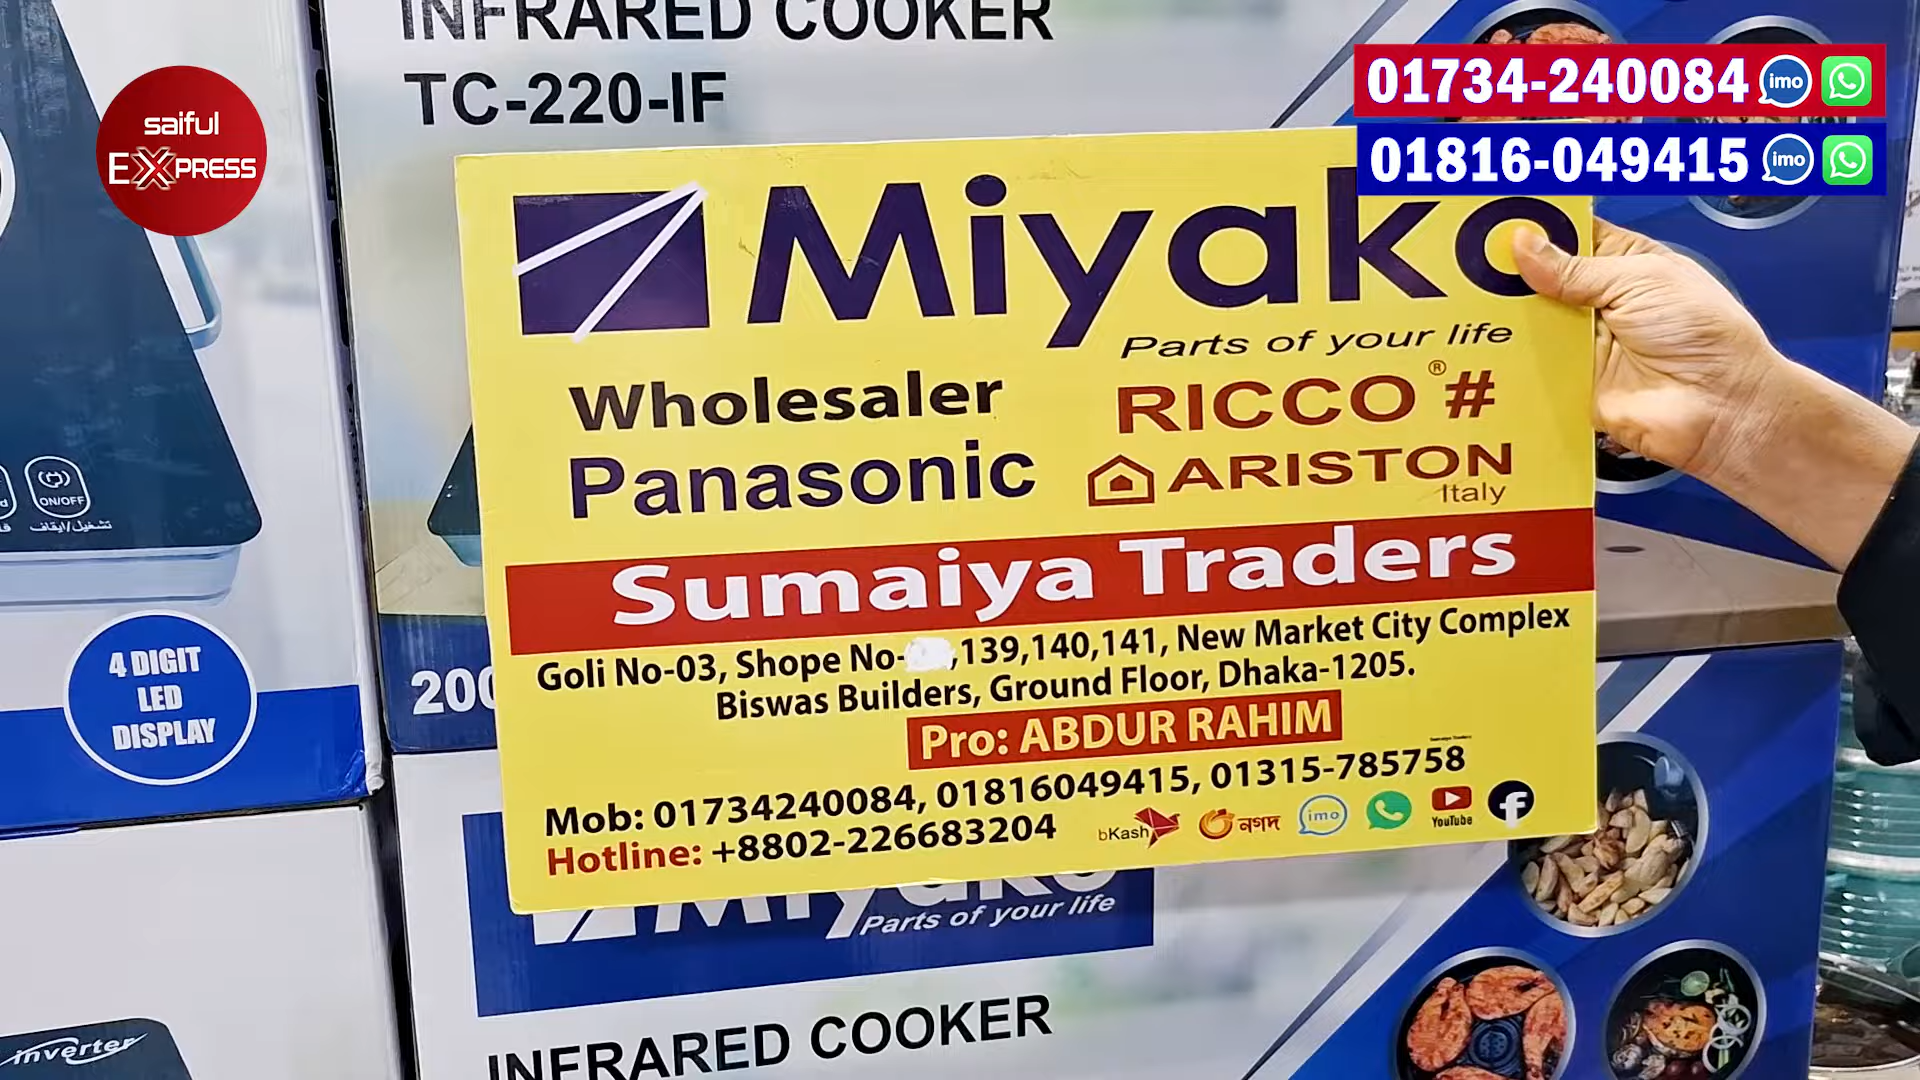 INFRARED COOKER
TC-220-IF
saiful
EXPRESS
01734-240084 imo
01816-049415 imo
Miyako
Parts of your life
Wholesaler
RICCO®#
Panasonic
ARISTON
Italy
Sumaiya Traders
Goli No-03, Shope No- ,139,140,141, New Market City Complex
Biswas Builders, Ground Floor, Dhaka-1205.
Pro: ABDUR RAHIM
Mob: 01734240084, 01816049415, 01315-785758
Hotline: +8802-226683204
bKash নগদ imo YouTube
ON/OFF
تشغيل/ايقاف
4 DIGIT
LED
DISPLAY
200
Miyako
Parts of your life
INFRARED COOKER
inverter